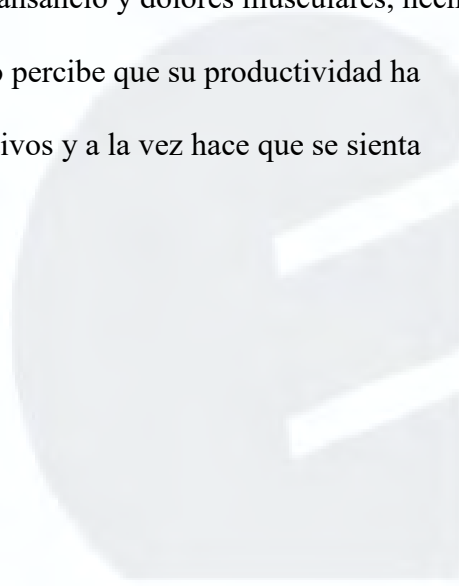 y dolores musculares,
percibe que su productividad ha
y a la vez hace que se sienta